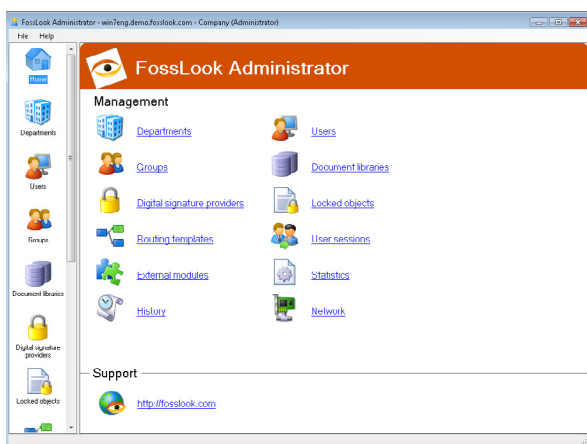 FossLook Administrator - win7eng.demo.fosslook.com - Company (Administrator)
File Help
Home
Departments
Users
Groups
Document libraries
Digital signature
providers
Locked objects
FossLook Administrator
Management
Departments
Users
Groups
Document libraries
Digital signature providers
Locked objects
Routing templates
User sessions
External modules
Statistics
History
Network
Support
http://fosslook.com